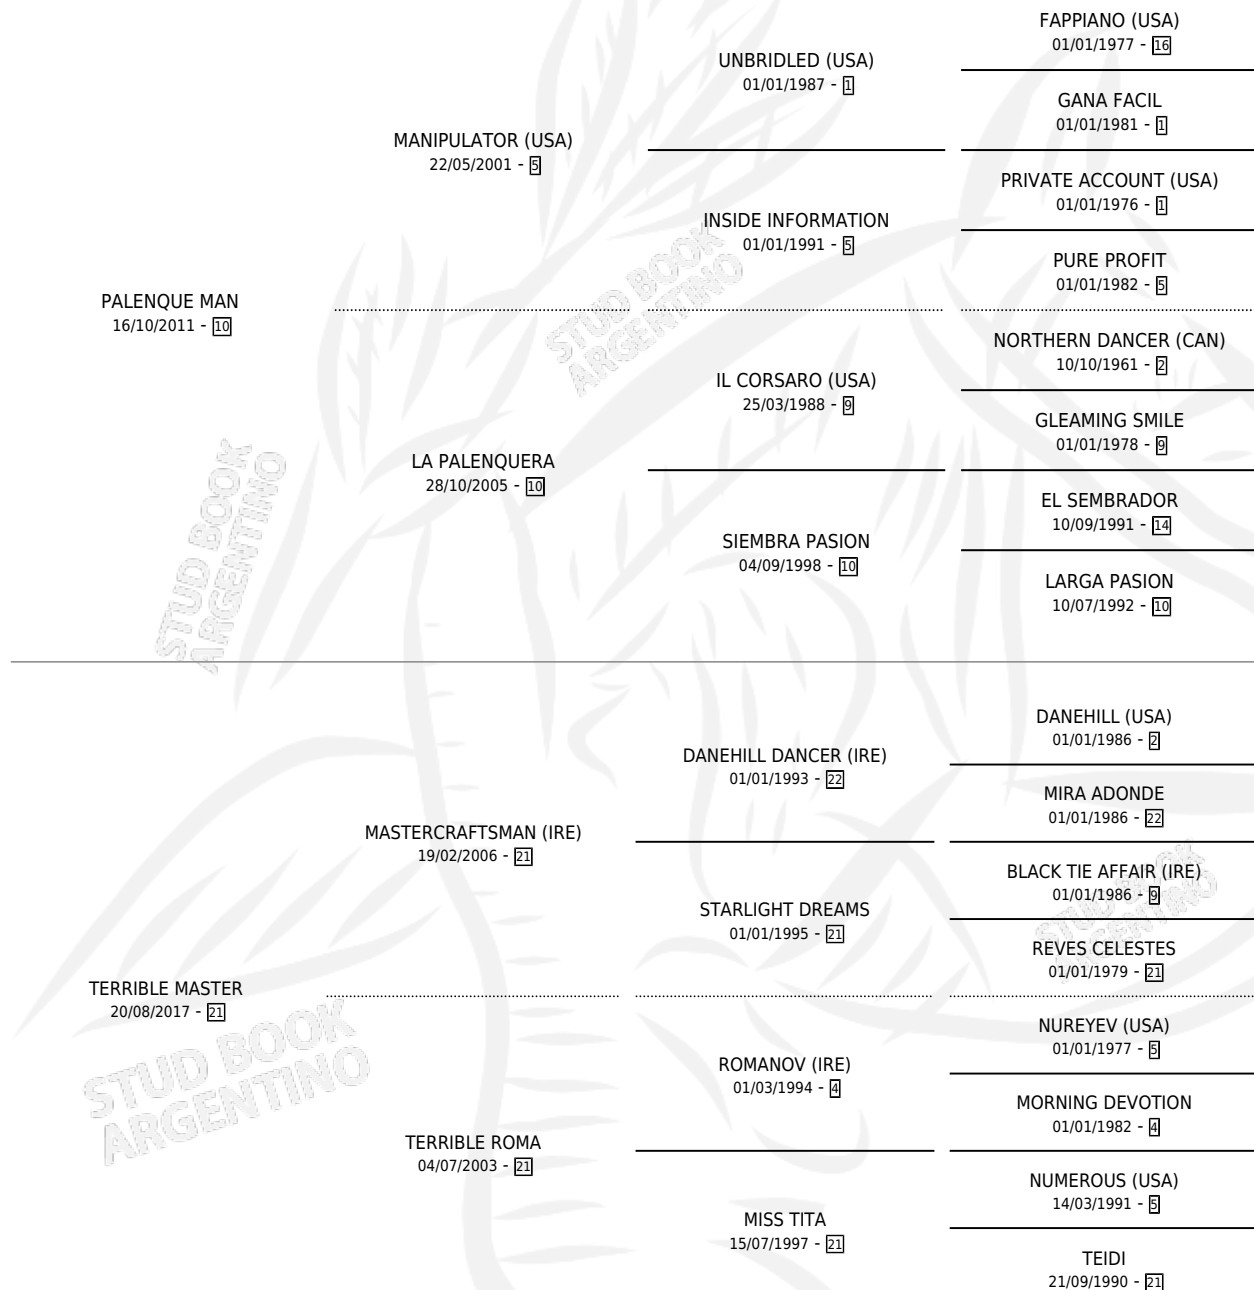 FAPPIANO (USA)
01/01/1977 - 16
UNBRIDLED (USA)
01/01/1987 - 1
GANA FACIL
01/01/1981 - 1
MANIPULATOR (USA)
22/05/2001 - 5
PRIVATE ACCOUNT (USA)
01/01/1976 - 1
INSIDE INFORMATION
01/01/1991 - 5
PURE PROFIT
01/01/1982 - 5
PALENQUE MAN
16/10/2011 - 10
NORTHERN DANCER (CAN)
10/10/1961 - 2
IL CORSARO (USA)
25/03/1988 - 9
GLEAMING SMILE
01/01/1978 - 9
LA PALENQUERA
28/10/2005 - 10
EL SEMBRADOR
10/09/1991 - 14
SIEMBRA PASION
04/09/1998 - 10
LARGA PASION
10/07/1992 - 10
DANEHILL (USA)
01/01/1986 - 2
DANEHILL DANCER (IRE)
01/01/1993 - 22
MIRA ADONDE
01/01/1986 - 22
MASTERCRAFTSMAN (IRE)
19/02/2006 - 21
BLACK TIE AFFAIR (IRE)
01/01/1986 - 9
STARLIGHT DREAMS
01/01/1995 - 21
REVES CELESTES
01/01/1979 - 21
TERRIBLE MASTER
20/08/2017 - 21
NUREYEV (USA)
01/01/1977 - 5
ROMANOV (IRE)
01/03/1994 - 4
MORNING DEVOTION
01/01/1982 - 4
TERRIBLE ROMA
04/07/2003 - 21
NUMEROUS (USA)
14/03/1991 - 5
MISS TITA
15/07/1997 - 21
TEIDI
21/09/1990 - 21
STUD BOOK
ARGENTINO
STUD BOOK
ARGENTINO
STUD BOOK
ARGENTINO
STUD BOOK
ARGENTINO